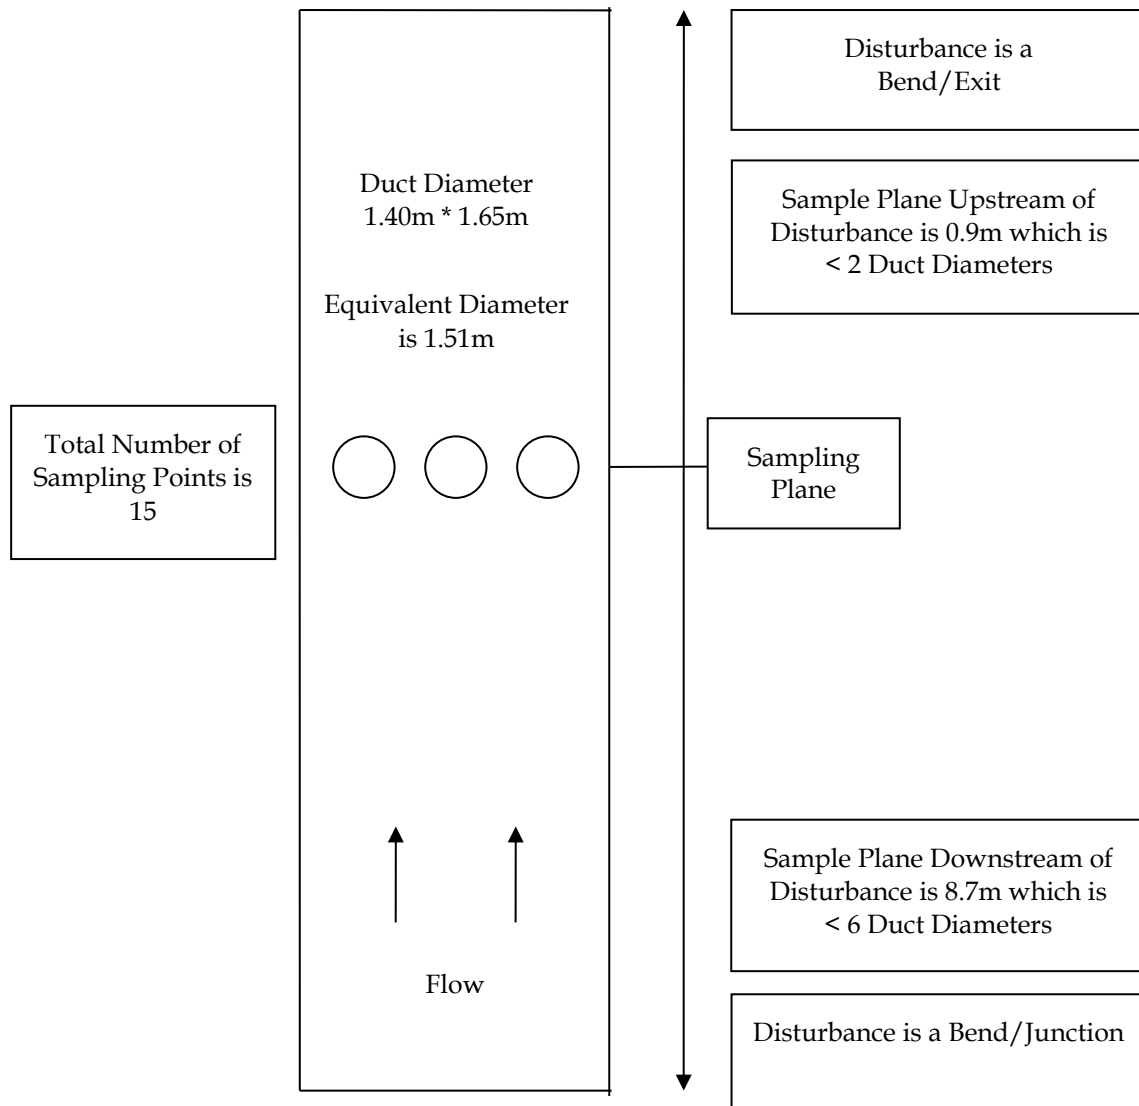 Disturbance is a
Bend/Exit
Duct Diameter
1.40m * 1.65m
Sample Plane Upstream of
Disturbance is 0.9m which is
< 2 Duct Diameters
Equivalent Diameter
is 1.51m
Total Number of
Sampling Points is
15
Sampling
Plane
Sample Plane Downstream of
Disturbance is 8.7m which is
< 6 Duct Diameters
Flow
Disturbance is a Bend/Junction